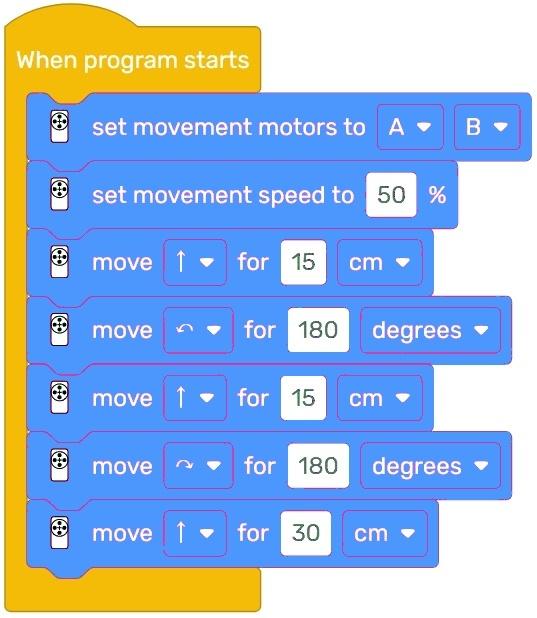 When program starts
set movement motors to A B
set movement speed to 50 %
move ↑ for 15 cm
move ↶ for 180 degrees
move ↑ for 15 cm
move ↷ for 180 degrees
move ↑ for 30 cm